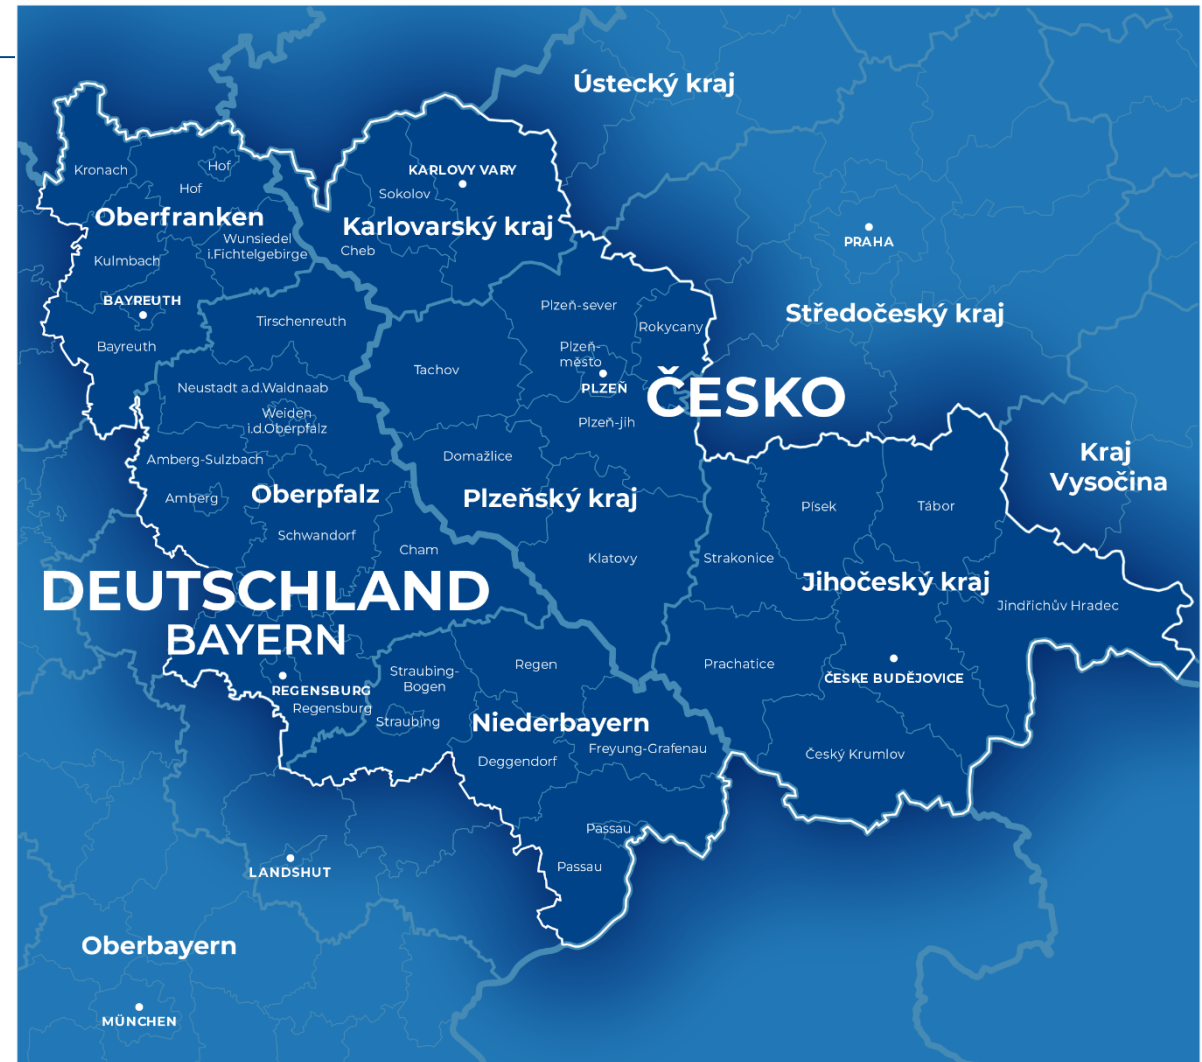 Ústecký kraj
Kronach
Hof
Hof
KARLOVY VARY
Sokolov
Oberfranken
Karlovarský kraj
Wunsiedel
i.Fichtelgebirge
Cheb
Kulmbach
PRAHA
BAYREUTH
Tirschenreuth
Bayreuth
Plzeň-sever
Rokycany
Středočeský kraj
Plzeň-
město
PLZEŇ
Tachov
ČESKO
Neustadt a.d.Waldnaab
Weiden
i.d.Oberpfalz
Plzeň-jih
Amberg-Sulzbach
Domažlice
Kraj
Vysočina
Amberg
Oberpfalz
Plzeňský kraj
Písek
Tábor
Schwandorf
Cham
Klatovy
Strakonice
DEUTSCHLAND
BAYERN
Jihočeský kraj
Jindřichův Hradec
Straubing-
Bogen
Regen
Prachatice
ČESKE BUDĚJOVICE
REGENSBURG
Regensburg
Straubing
Niederbayern
Freyung-Grafenau
Deggendorf
Český Krumlov
Passau
Passau
LANDSHUT
Oberbayern
MÜNCHEN